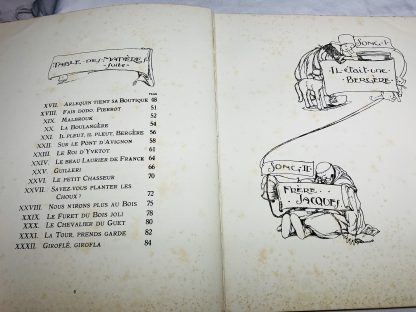 TABLE DES MATIÈRES
Suite
PAGE
XVII. ARLEQUIN TIENT SA BOUTIQUE 48
XVIII. FAIS DODO, PIERROT 51
XIX. MALBROUK 52
XX. LA BOULANGÈRE 54
XXI. IL PLEUT, IL PLEUT, BERGÈRE 56
XXII. SUR LE PONT D'AVIGNON 58
XXIII. LE ROI D'YVETOT 61
XXIV. LE BEAU LAURIER DE FRANCE 64
XXV. GUILLERI 66
XXVI. LE PETIT CHASSEUR 70
XXVII. SAVEZ-VOUS PLANTER LES
CHOUX? 72
XXVIII. NOUS N'IRONS PLUS AU BOIS 75
XXIX. LE FURET DU BOIS JOLI 78
XXX. LE CHEVALIER DU GUET 80
XXXI. LA TOUR, PRENDS GARDE 82
XXXII. GIROFLÉ, GIROFLA 84
SONG I
IL ÉTAIT UNE
BERGÈRE
SONG II
FRÈRE
JACQUES